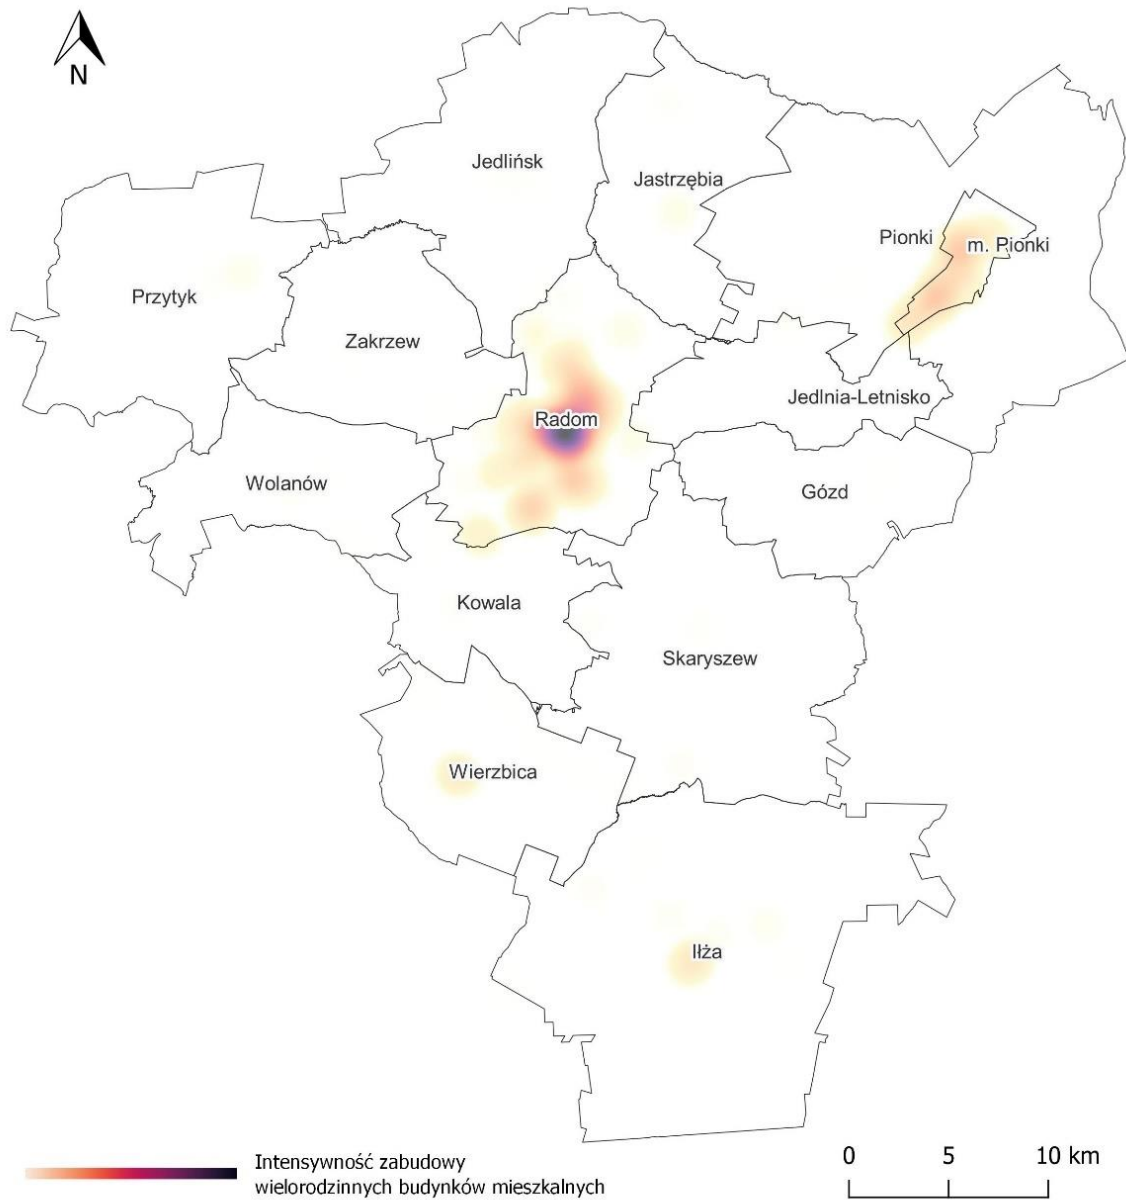 N
Jedlińsk
Jastrzębia
Pionki
m. Pionki
Przytyk
Zakrzew
Jedlnia-Letnisko
Radom
Wolanów
Gózd
Kowala
Skaryszew
Wierzbica
Iłża
Intensywność zabudowy
wielorodzinnych budynków mieszkalnych
0 5 10 km